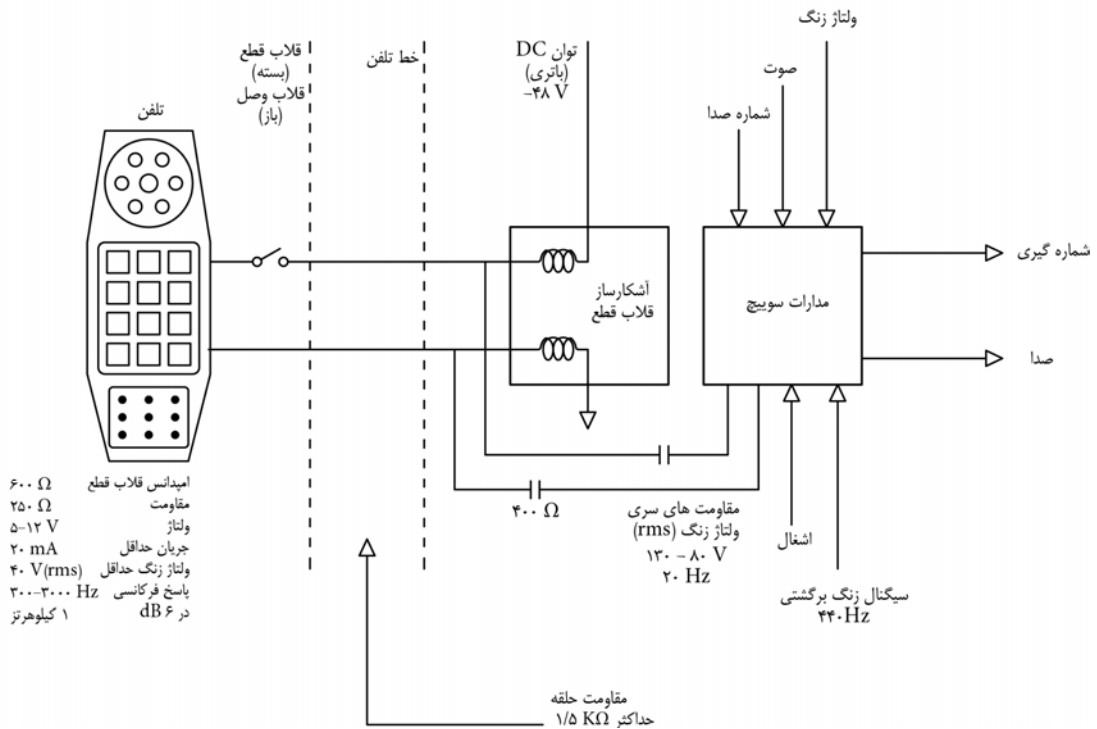 ولتاژ زنگ
صوت
شماره صدا
توان DC
(باتری)
−۴۸ V
خط تلفن
قلاب قطع
(بسته)
قلاب وصل
(باز)
تلفن
آشکارساز
قلاب قطع
مدارات سوییچ
شماره گیری
صدا
امپدانس قلاب قطع ۶۰۰ Ω
مقاومت ۲۵۰ Ω
ولتاژ ۵–۱۲ V
جریان حداقل ۲۰ mA
ولتاژ زنگ حداقل ۴۰ V(rms)
پاسخ فرکانسی ۳۰۰–۳۰۰۰ Hz
در ۶ dB ۱ کیلوهرتز
۴۰۰ Ω
مقاومت های سری
ولتاژ زنگ (rms)
۱۳۰ – ۸۰ V
۲۰ Hz
اشغال
سیگنال زنگ برگشتی
۴۴۰Hz
مقاومت حلقه
حداکثر ۱/۵ KΩ